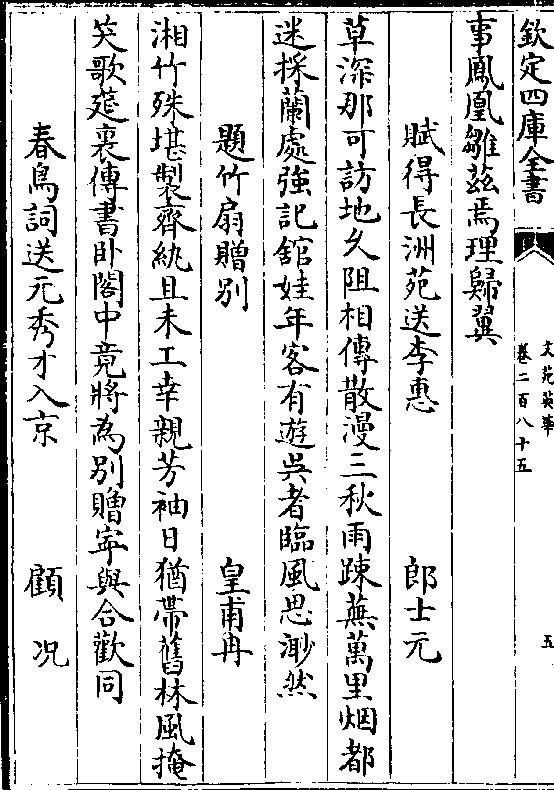 欽定四庫全書
文苑英華
卷二百八十五
五
事鳳凰雛茲焉理歸翼
賦得長洲苑送李惠 郎士元
草深那可訪地久阻相傳散漫三秋雨踈蕪萬里烟都
迷採蘭處強記舘娃年客有遊吳者臨風思渺然
題竹扇贈別 皇甫冉
湘竹殊堪製齊紈且未工幸親芳袖日猶帶舊林風掩
笑歌筵裏傳書卧閣中竟將為別贈寧與合歡同
春鳥詞送元秀才入京 顧況